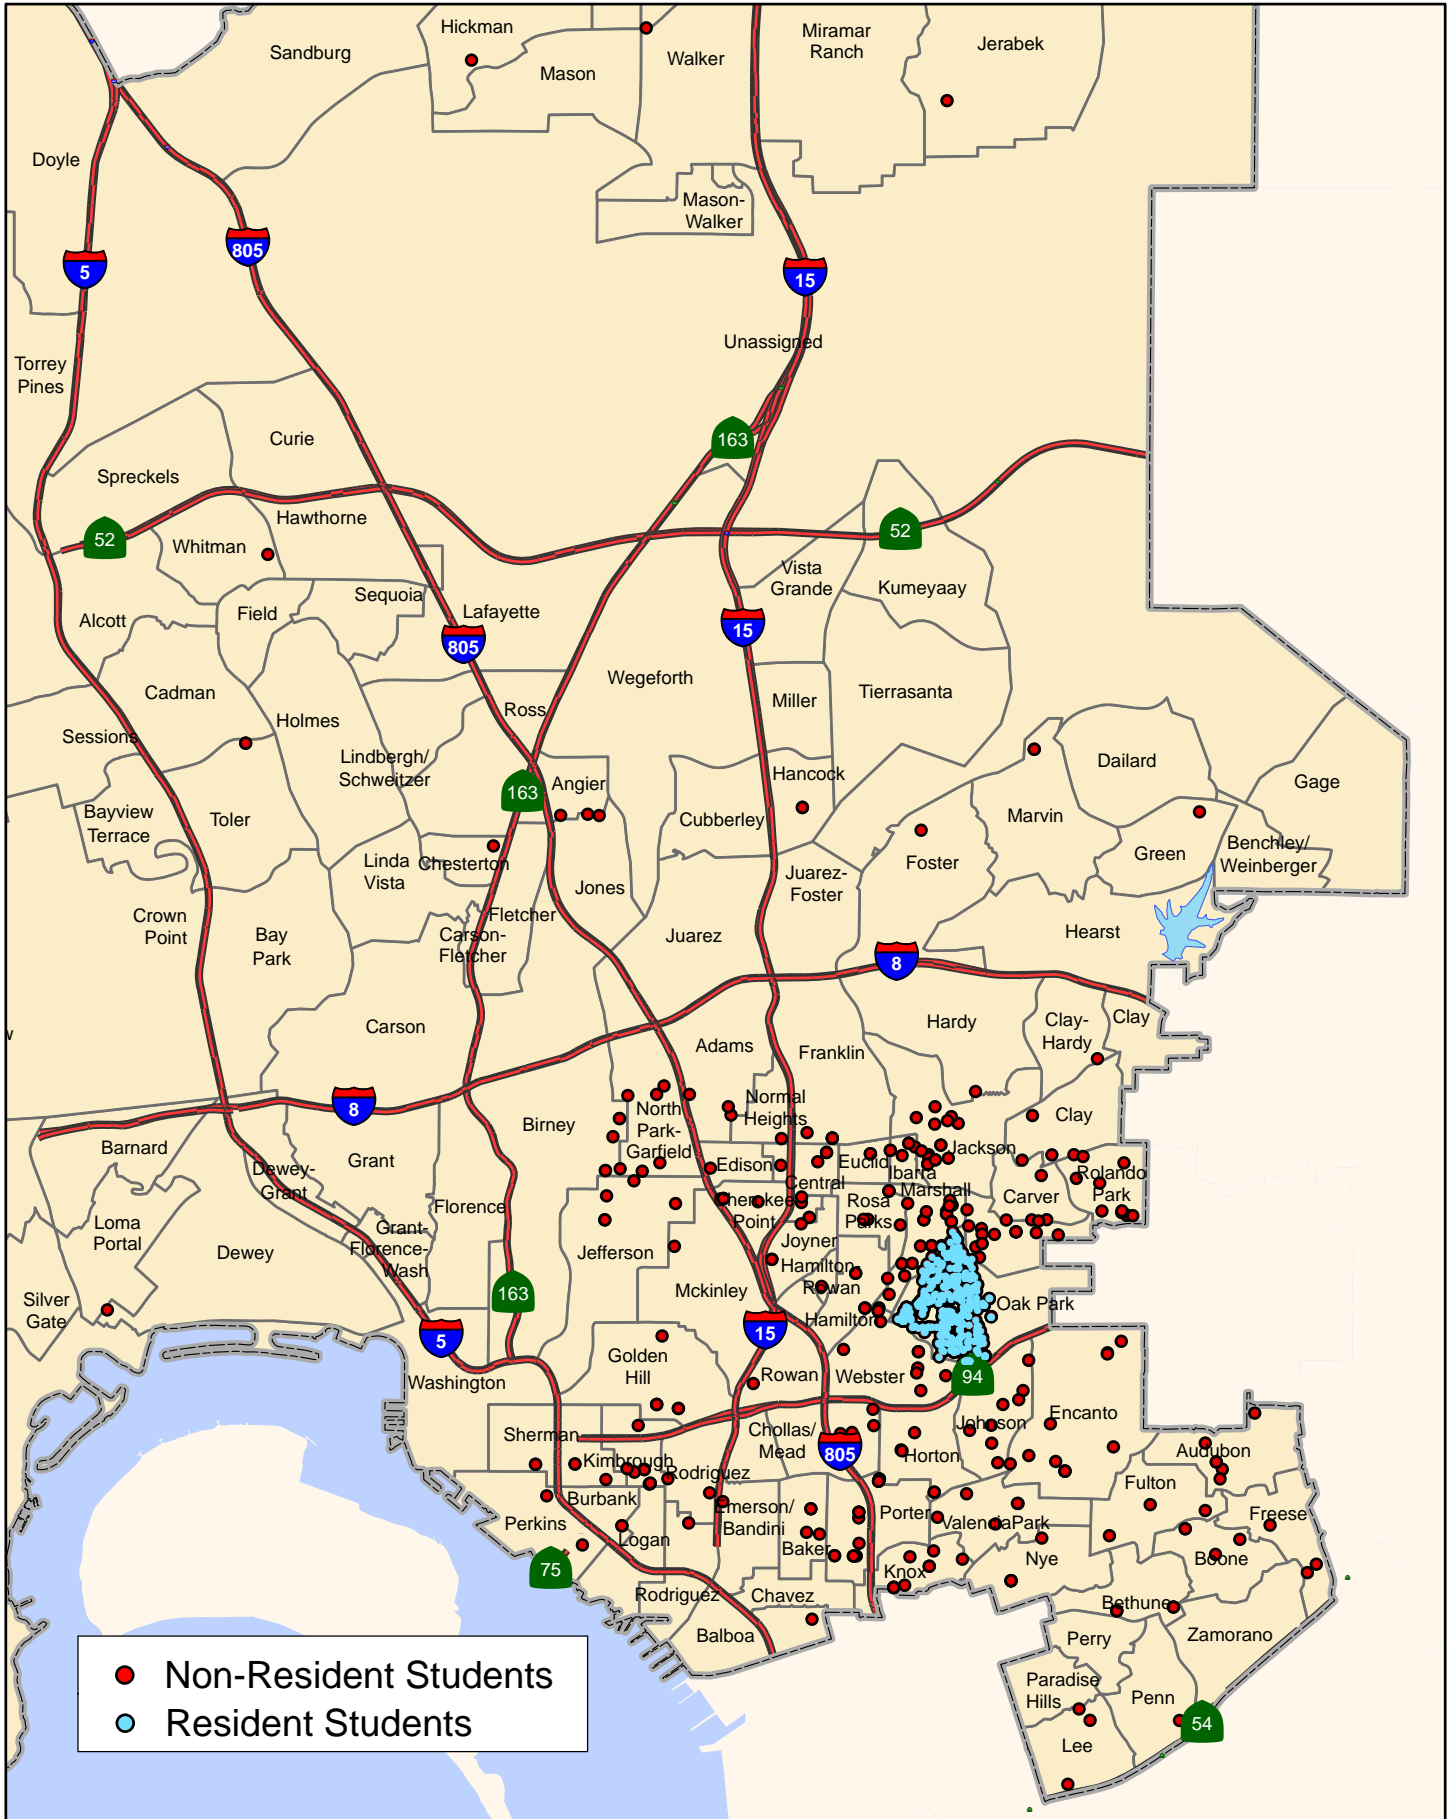 Hickman
Sandburg
Mason
Walker
Miramar
Ranch
Jerabek
Doyle
Mason-
Walker
805
5
15
Unassigned
Torrey
Pines
Curie
163
Spreckels
Hawthorne
52
Whitman
52
Vista
Grande
Kumeyaay
Sequoia
Field
Lafayette
Alcott
15
805
Wegeforth
Cadman
Miller
Tierrasanta
Ross
Holmes
Sessions
Lindbergh/
Schweitzer
Dailard
Hancock
Angier
Gage
163
Bayview
Terrace
Toler
Cubberley
Marvin
Benchley/
Weinberger
Green
Linda
Vista
Chesterton
Foster
Juarez-
Foster
Jones
Fletcher
Crown
Point
Bay
Park
Carson-
Fletcher
Juarez
Hearst
8
Carson
Hardy
Clay-
Hardy
Clay
w
Adams
Franklin
8
Normal
Heights
North
Park-
Garfield
Birney
Clay
Barnard
Grant
Dewey-
Grant
Edison
Euclid
Ibarra
Jackson
Rolando
Park
Central
Cherokee
Point
Rosa
Parks
Marshall
Carver
Florence
Loma
Portal
Grant-
Florence-
Wash
Dewey
Jefferson
Joyner
Hamilton-
Rowan
Mckinley
163
Silver
Gate
Oak Park
Hamilton
5
15
Golden
Hill
Washington
Rowan
Webster
94
Encanto
Johnson
Sherman
Chollas/
Mead
805
Horton
Audubon
Kimbrough
Rodriguez
Fulton
Burbank
Emerson/
Bandini
Porter
Valencia Park
Freese
Perkins
Logan
Baker
Nye
Boone
75
Knox
Rodriguez
Chavez
Bethune
Balboa
Perry
Zamorano
Paradise
Hills
Penn
54
Lee
Non-Resident Students
Resident Students